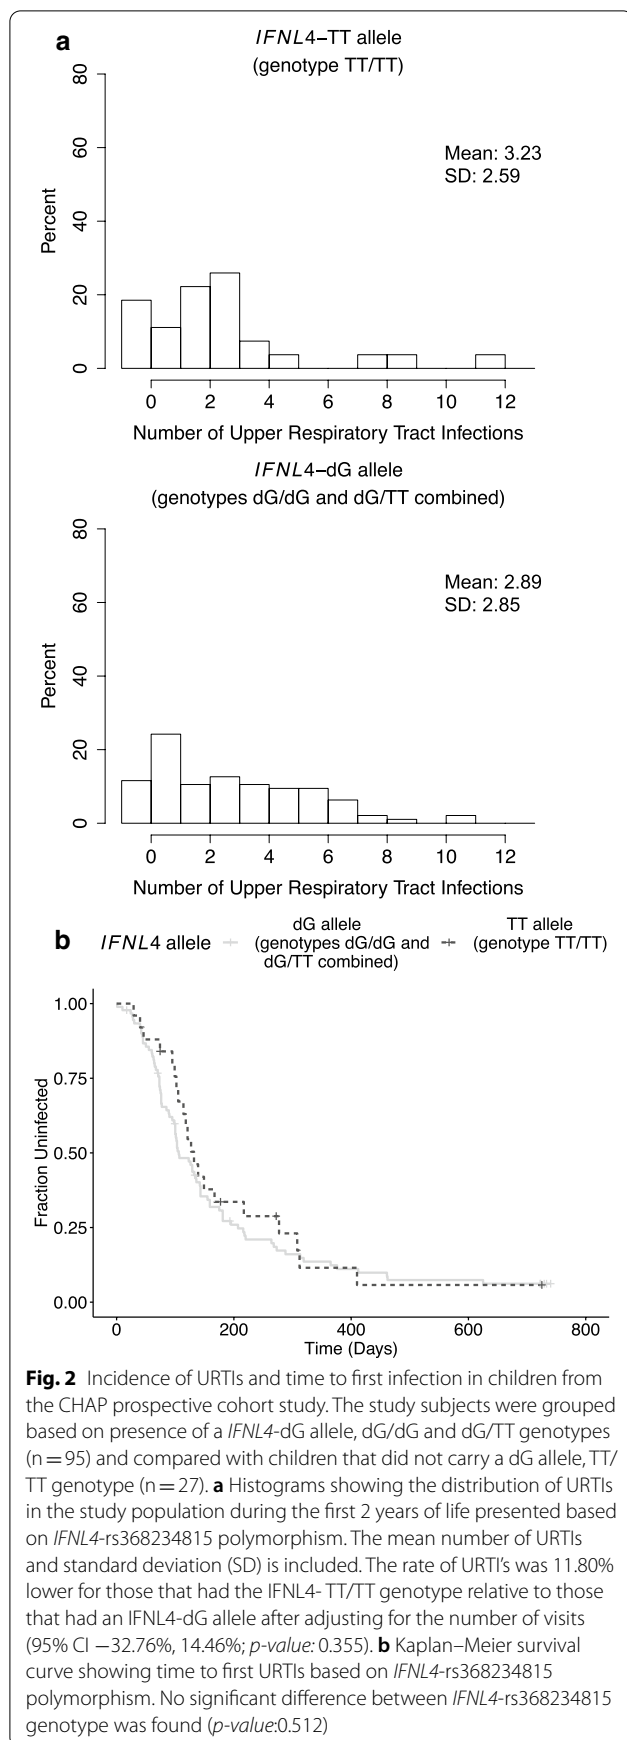 a
IFNL4–TT allele
(genotype TT/TT)
80
60
40
20
0
Percent
Mean: 3.23
SD: 2.59
0 2 4 6 8 10 12
Number of Upper Respiratory Tract Infections
IFNL4–dG allele
(genotypes dG/dG and dG/TT combined)
80
60
40
20
0
Percent
Mean: 2.89
SD: 2.85
0 2 4 6 8 10 12
Number of Upper Respiratory Tract Infections
b
IFNL4 allele
dG allele
(genotypes dG/dG and
dG/TT combined)
TT allele
(genotype TT/TT)
1.00
0.75
0.50
0.25
0.00
Fraction Uninfected
0 200 400 600 800
Time (Days)
Fig. 2 Incidence of URTIs and time to first infection in children from
the CHAP prospective cohort study. The study subjects were grouped
based on presence of a IFNL4-dG allele, dG/dG and dG/TT genotypes
(n = 95) and compared with children that did not carry a dG allele, TT/
TT genotype (n = 27). a Histograms showing the distribution of URTIs
in the study population during the first 2 years of life presented based
on IFNL4-rs368234815 polymorphism. The mean number of URTIs
and standard deviation (SD) is included. The rate of URTI's was 11.80%
lower for those that had the IFNL4- TT/TT genotype relative to those
that had an IFNL4-dG allele after adjusting for the number of visits
(95% CI −32.76%, 14.46%; p-value: 0.355). b Kaplan–Meier survival
curve showing time to first URTIs based on IFNL4-rs368234815
polymorphism. No significant difference between IFNL4-rs368234815
genotype was found (p-value:0.512)